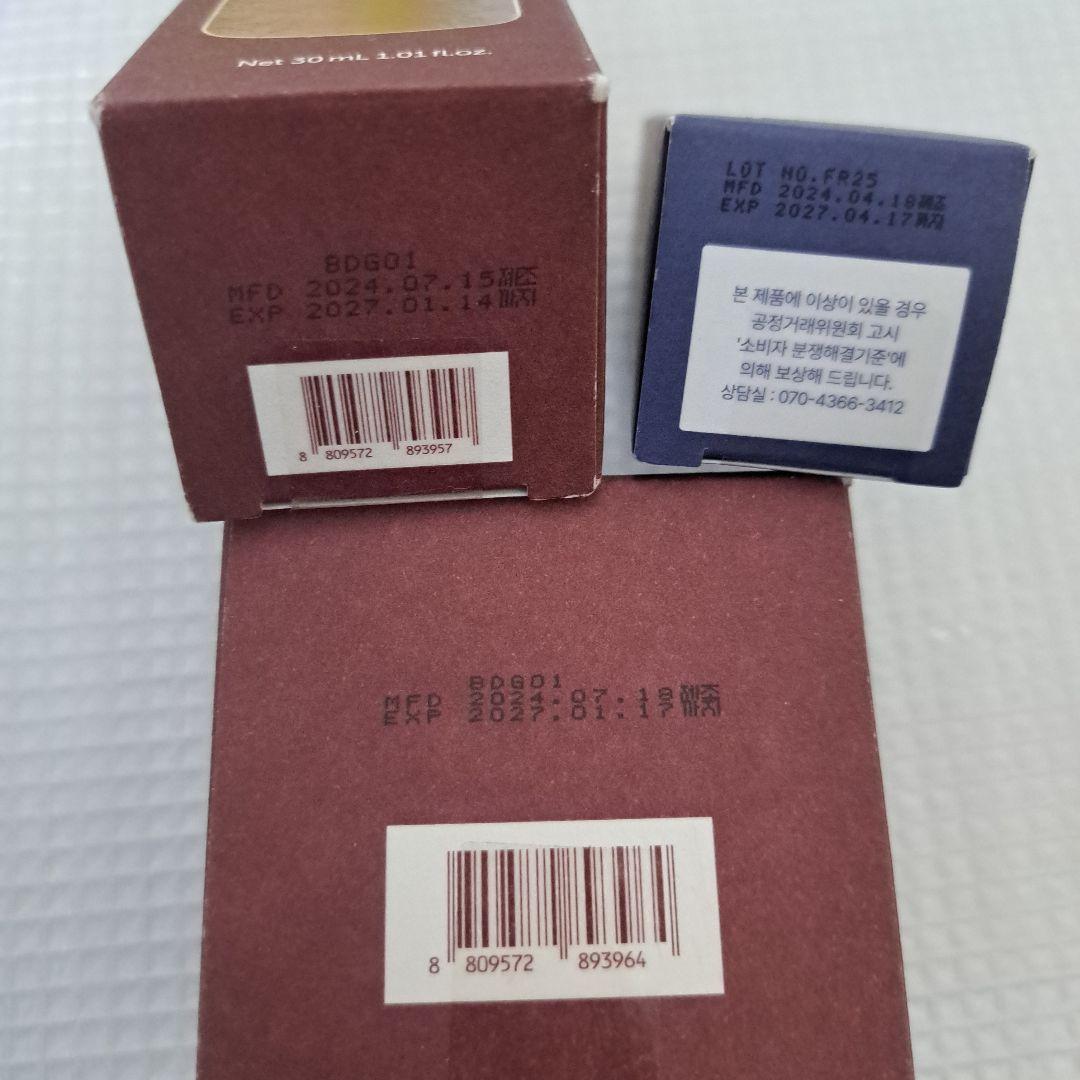 Net 30 mL 1.01 fl.oz.
8DG01
MFD 2024.07.15제조
EXP 2027.01.14까지
8 809572 893957
LOT NO.FR25
MFD 2024.04.18제조
EXP 2027.04.17까지
본 제품에 이상이 있을 경우
공정거래위원회 고시
'소비자 분쟁해결기준'에
의해 보상해 드립니다.
상담실 : 070-4366-3412
8DG01
MFD 2024.07.18제조
EXP 2027.01.17까지
8 809572 893964